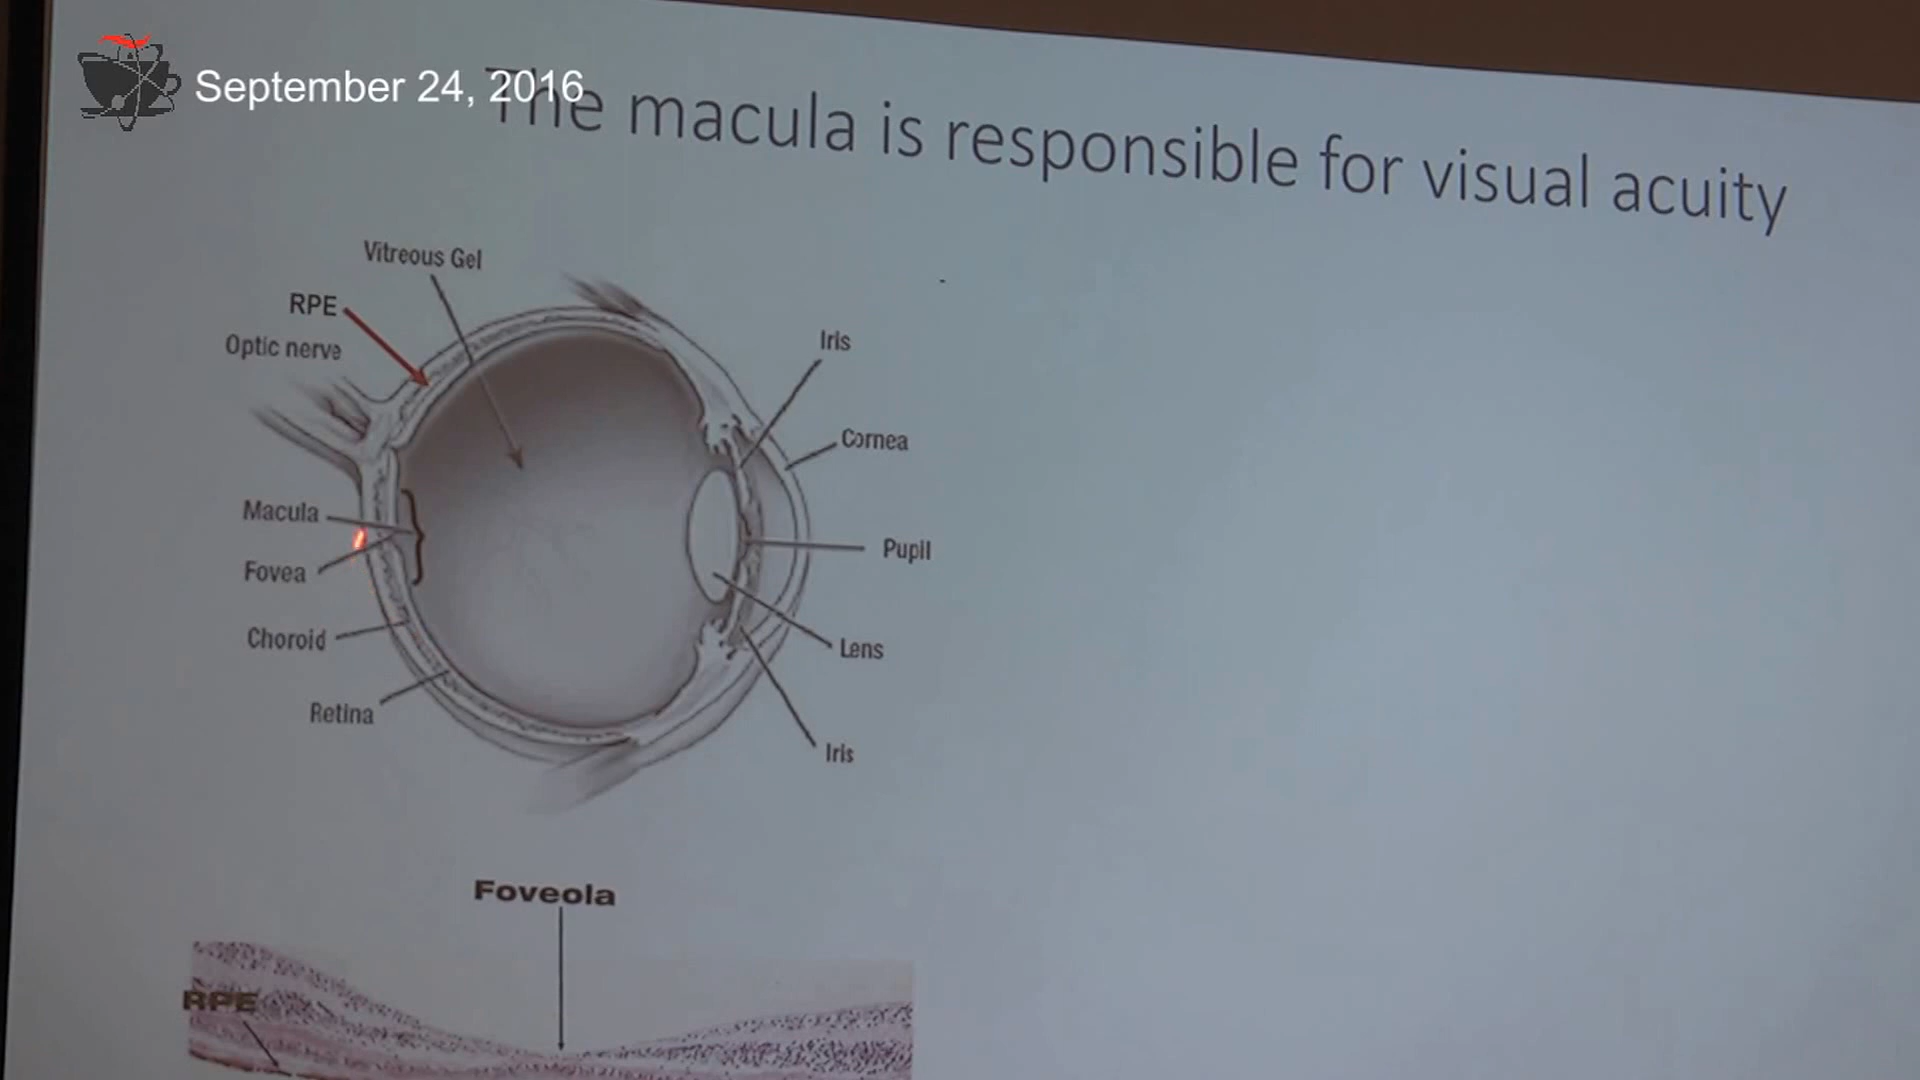 September 24, 2016
The macula is responsible for visual acuity
Vitreous Gel
RPE
Optic nerve
Iris
Cornea
Macula
Pupil
Fovea
Choroid
Lens
Retina
Iris
Foveola
RPE